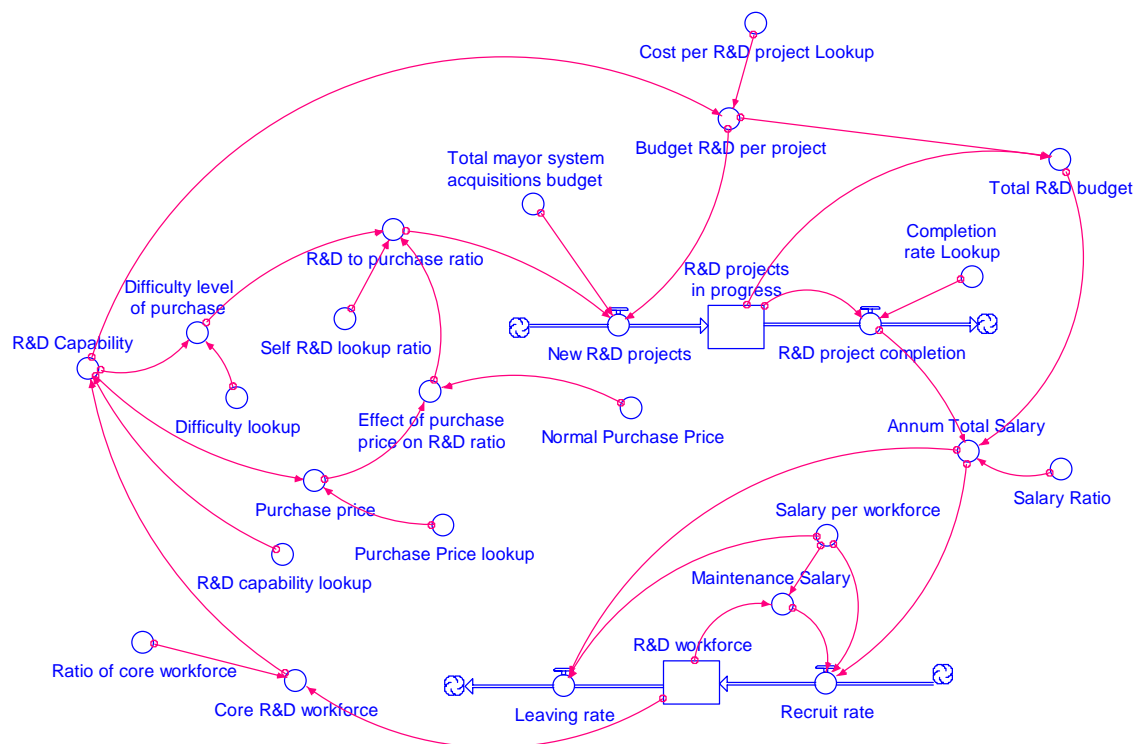 Cost per R&D project Lookup
Budget R&D per project
Total mayor system
acquisitions budget
Total R&D budget
Completion
rate Lookup
R&D to purchase ratio
R&D projects
in progress
Difficulty level
of purchase
R&D Capability
Self R&D lookup ratio
New R&D projects
R&D project completion
Difficulty lookup
Effect of purchase
price on R&D ratio
Normal Purchase Price
Annum Total Salary
Purchase price
Salary Ratio
Salary per workforce
Purchase Price lookup
R&D capability lookup
Maintenance Salary
R&D workforce
Ratio of core workforce
Core R&D workforce
Leaving rate
Recruit rate